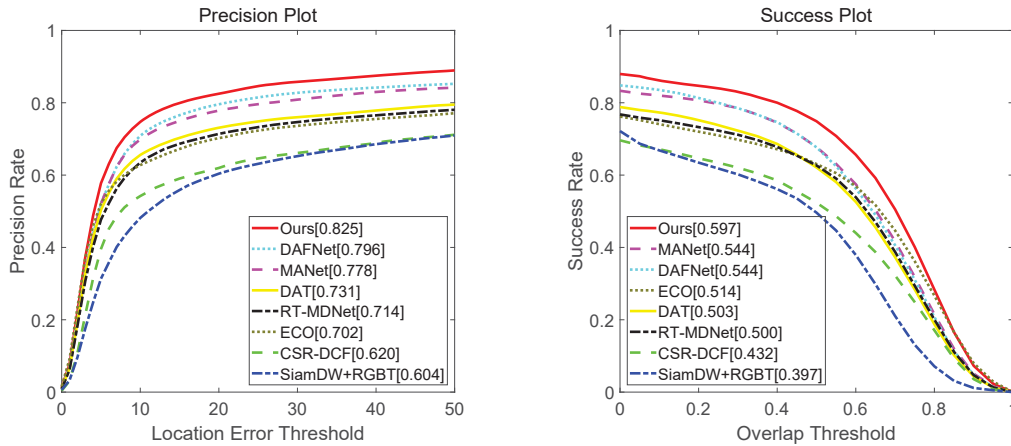 Precision Plot
1
0.8
0.6
0.4
0.2
0
0
10
20
30
40
50
Precision Rate
Location Error Threshold
Ours[0.825]
DAFNet[0.796]
MANet[0.778]
DAT[0.731]
RT-MDNet[0.714]
ECO[0.702]
CSR-DCF[0.620]
SiamDW+RGBT[0.604]
Success Plot
1
0.8
0.6
0.4
0.2
0
0
0.2
0.4
0.6
0.8
1
Success Rate
Overlap Threshold
Ours[0.597]
MANet[0.544]
DAFNet[0.544]
ECO[0.514]
DAT[0.503]
RT-MDNet[0.500]
CSR-DCF[0.432]
SiamDW+RGBT[0.397]